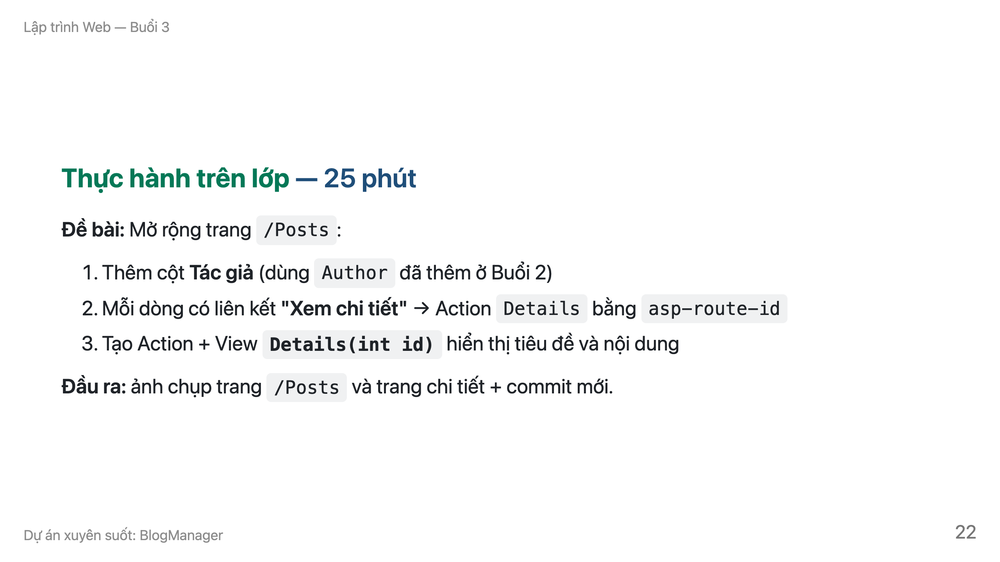 Lập trình Web — Buổi 3
Thực hành trên lớp — 25 phút
Đề bài: Mở rộng trang /Posts:
1. Thêm cột Tác giả (dùng Author đã thêm ở Buổi 2)
2. Mỗi dòng có liên kết "Xem chi tiết" → Action Details bằng asp-route-id
3. Tạo Action + View Details(int id) hiển thị tiêu đề và nội dung
Đầu ra: ảnh chụp trang /Posts và trang chi tiết + commit mới.
Dự án xuyên suốt: BlogManager
22